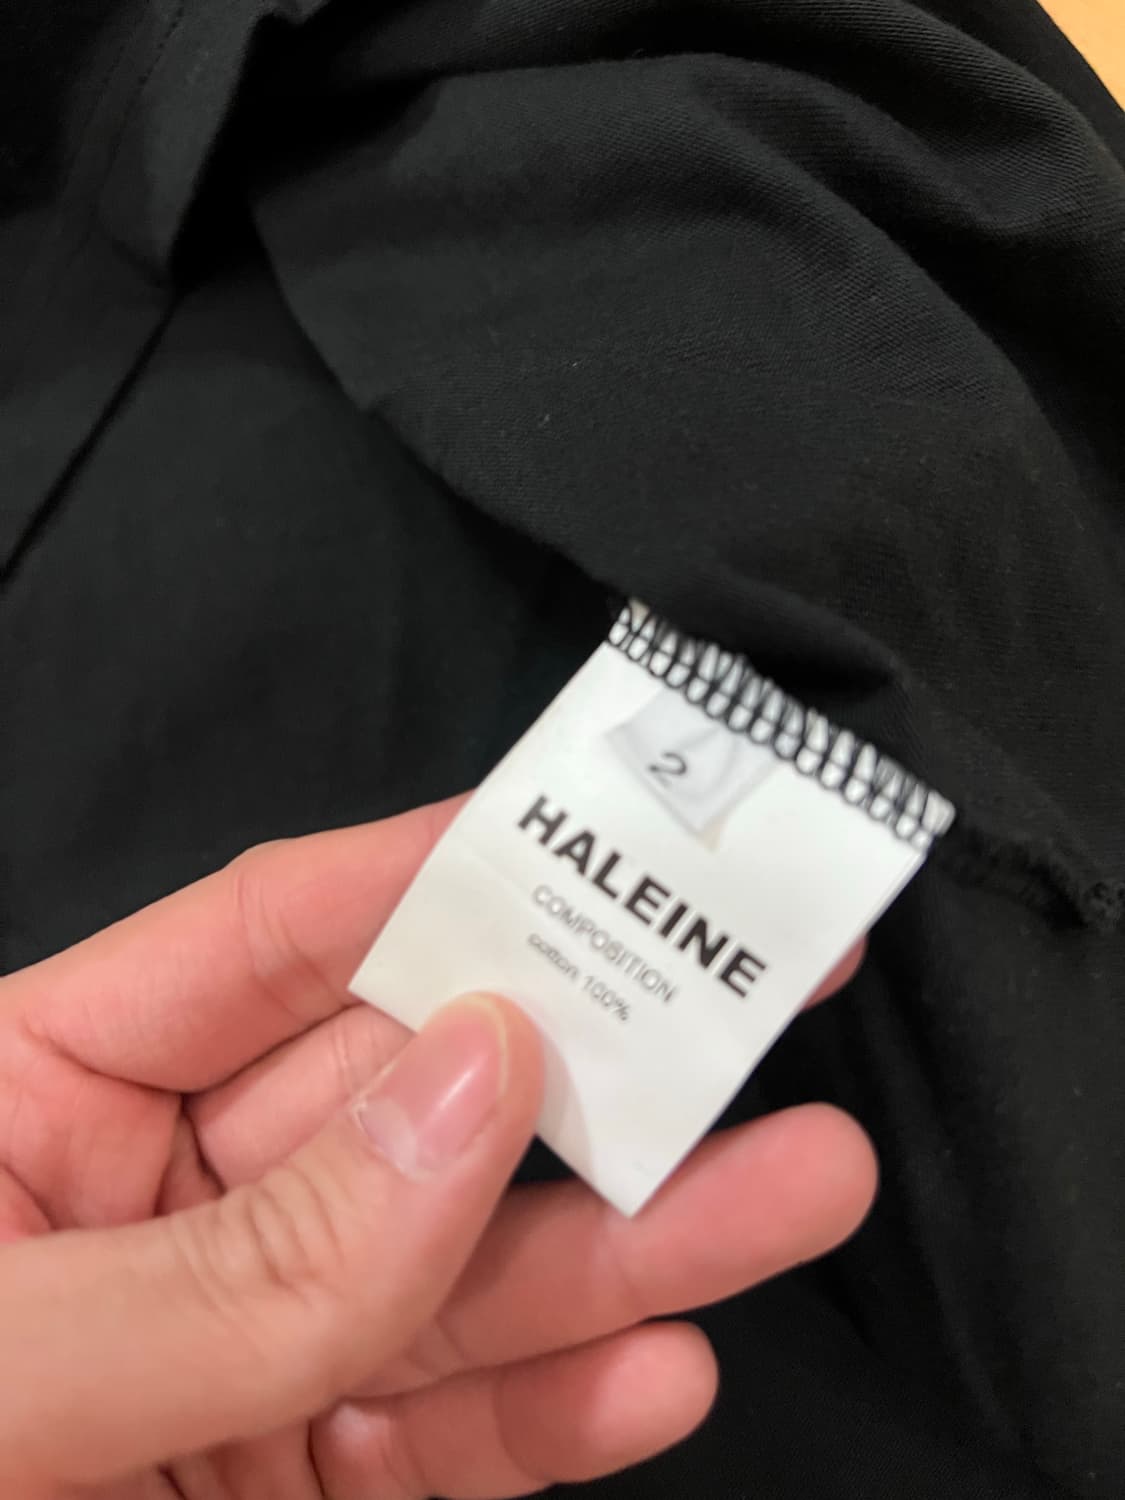 2
HALEINE
COMPOSITION
cotton 100%